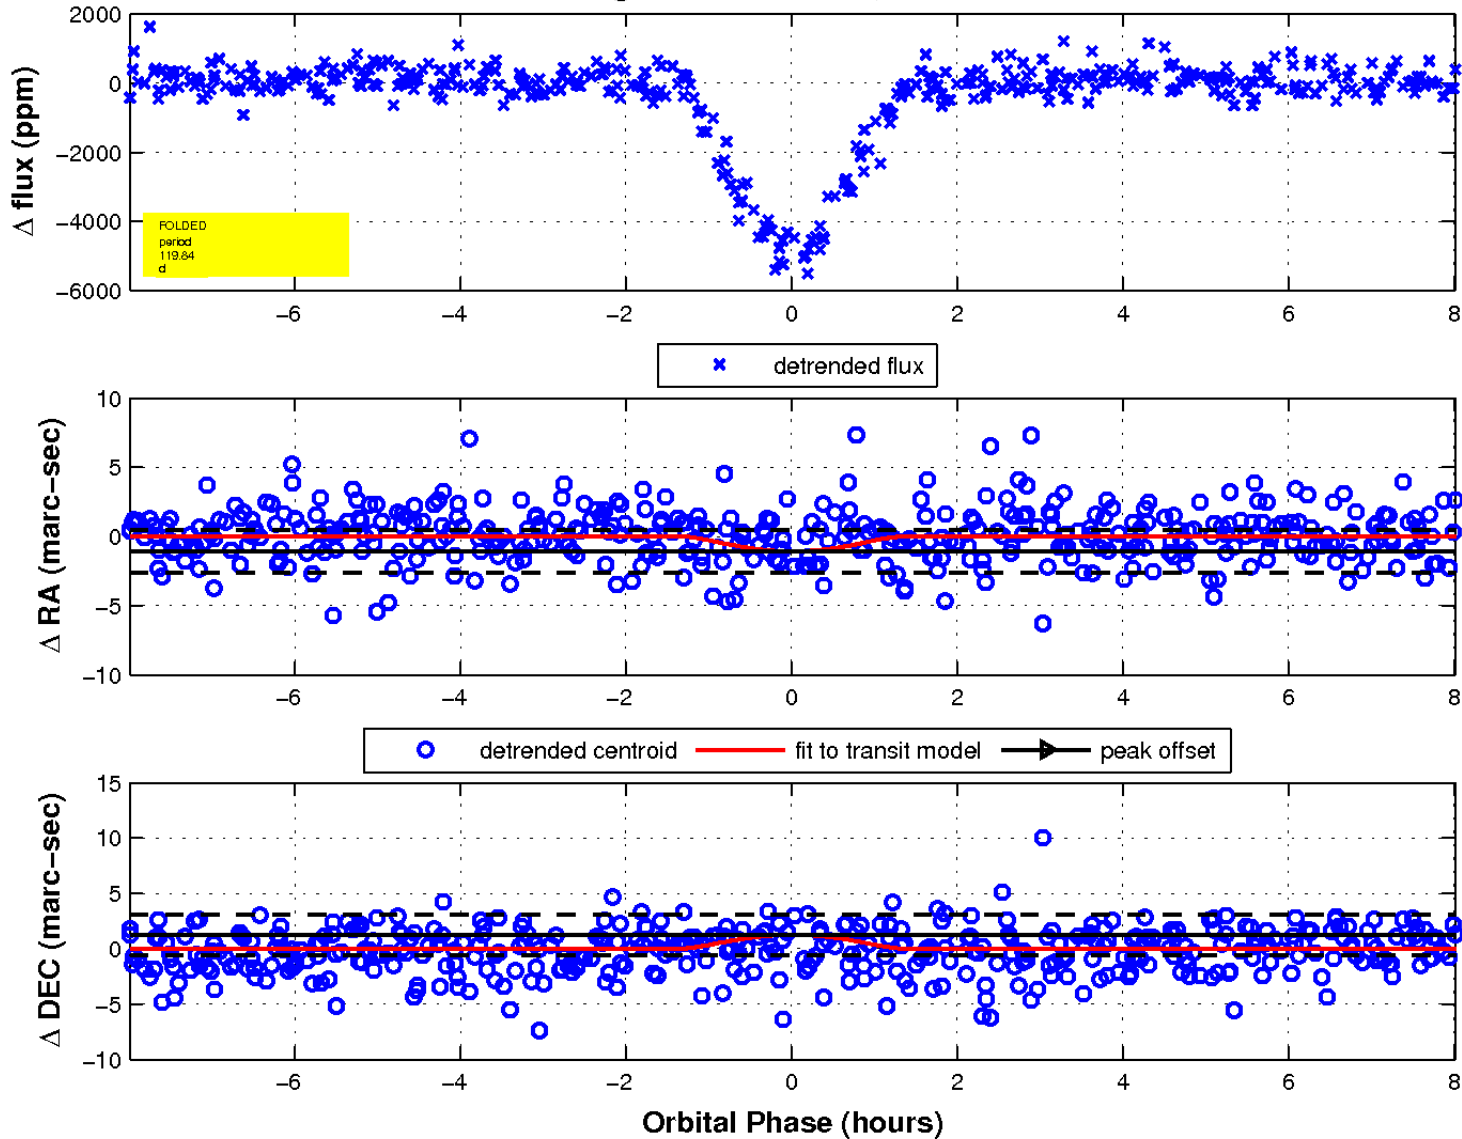 2000
0
−2000
−4000
−6000
Δ flux (ppm)
FOLDED
period
119.84
d
−6 −4 −2 0 2 4 6 8
detrended flux
10
5
0
−5
−10
Δ RA (marc−sec)
−6 −4 −2 0 2 4 6 8
detrended centroid fit to transit model peak offset
15
10
5
0
−5
−10
Δ DEC (marc−sec)
−6 −4 −2 0 2 4 6 8
Orbital Phase (hours)